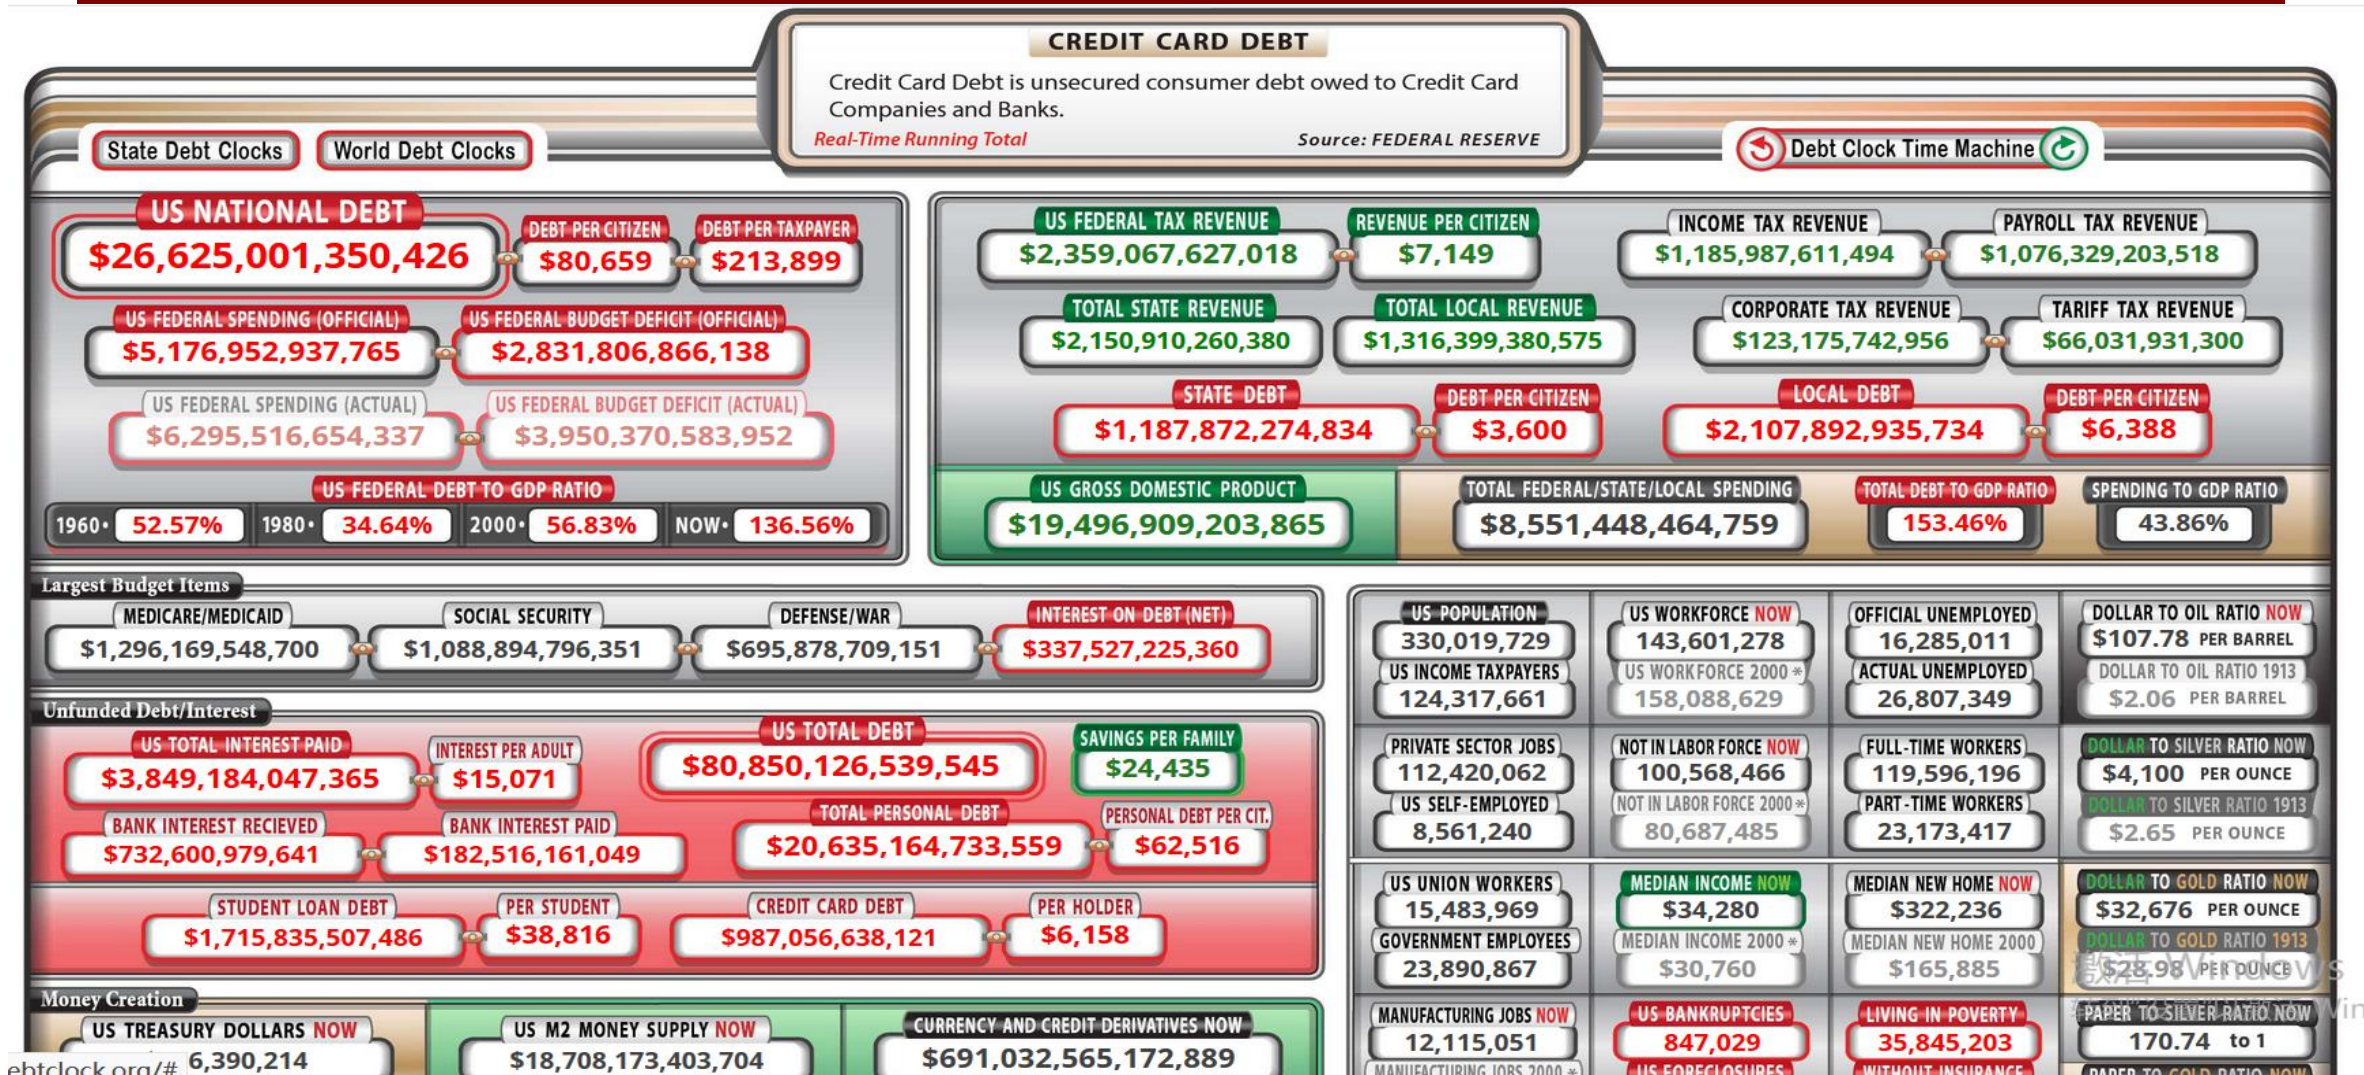 CREDIT CARD DEBT
Credit Card Debt is unsecured consumer debt owed to Credit Card
Companies and Banks.
Real-Time Running Total Source: FEDERAL RESERVE
State Debt Clocks World Debt Clocks
Debt Clock Time Machine
US NATIONAL DEBT
$26,625,001,350,426
DEBT PER CITIZEN
$80,659
DEBT PER TAXPAYER
$213,899
US FEDERAL SPENDING (OFFICIAL)
$5,176,952,937,765
US FEDERAL BUDGET DEFICIT (OFFICIAL)
$2,831,806,866,138
US FEDERAL SPENDING (ACTUAL)
$6,295,516,654,337
US FEDERAL BUDGET DEFICIT (ACTUAL)
$3,950,370,583,952
US FEDERAL DEBT TO GDP RATIO
1960• 52.57% 1980• 34.64% 2000• 56.83% NOW• 136.56%
US FEDERAL TAX REVENUE
$2,359,067,627,018
REVENUE PER CITIZEN
$7,149
INCOME TAX REVENUE
$1,185,987,611,494
PAYROLL TAX REVENUE
$1,076,329,203,518
TOTAL STATE REVENUE
$2,150,910,260,380
TOTAL LOCAL REVENUE
$1,316,399,380,575
CORPORATE TAX REVENUE
$123,175,742,956
TARIFF TAX REVENUE
$66,031,931,300
STATE DEBT
$1,187,872,274,834
DEBT PER CITIZEN
$3,600
LOCAL DEBT
$2,107,892,935,734
DEBT PER CITIZEN
$6,388
US GROSS DOMESTIC PRODUCT
$19,496,909,203,865
TOTAL FEDERAL/STATE/LOCAL SPENDING
$8,551,448,464,759
TOTAL DEBT TO GDP RATIO
153.46%
SPENDING TO GDP RATIO
43.86%
Largest Budget Items
MEDICARE/MEDICAID
$1,296,169,548,700
SOCIAL SECURITY
$1,088,894,796,351
DEFENSE/WAR
$695,878,709,151
INTEREST ON DEBT (NET)
$337,527,225,360
Unfunded Debt/Interest
US TOTAL INTEREST PAID
$3,849,184,047,365
INTEREST PER ADULT
$15,071
US TOTAL DEBT
$80,850,126,539,545
SAVINGS PER FAMILY
$24,435
BANK INTEREST RECIEVED
$732,600,979,641
BANK INTEREST PAID
$182,516,161,049
TOTAL PERSONAL DEBT
$20,635,164,733,559
PERSONAL DEBT PER CIT.
$62,516
STUDENT LOAN DEBT
$1,715,835,507,486
PER STUDENT
$38,816
CREDIT CARD DEBT
$987,056,638,121
PER HOLDER
$6,158
Money Creation
US TREASURY DOLLARS NOW
6,390,214
US M2 MONEY SUPPLY NOW
$18,708,173,403,704
CURRENCY AND CREDIT DERIVATIVES NOW
$691,032,565,172,889
ebtclock.org/#
US POPULATION
330,019,729
US INCOME TAXPAYERS
124,317,661
US WORKFORCE NOW
143,601,278
US WORKFORCE 2000 *
158,088,629
OFFICIAL UNEMPLOYED
16,285,011
ACTUAL UNEMPLOYED
26,807,349
DOLLAR TO OIL RATIO NOW
$107.78 PER BARREL
DOLLAR TO OIL RATIO 1913
$2.06 PER BARREL
PRIVATE SECTOR JOBS
112,420,062
US SELF-EMPLOYED
8,561,240
NOT IN LABOR FORCE NOW
100,568,466
NOT IN LABOR FORCE 2000 *
80,687,485
FULL-TIME WORKERS
119,596,196
PART-TIME WORKERS
23,173,417
DOLLAR TO SILVER RATIO NOW
$4,100 PER OUNCE
DOLLAR TO SILVER RATIO 1913
$2.65 PER OUNCE
US UNION WORKERS
15,483,969
GOVERNMENT EMPLOYEES
23,890,867
MEDIAN INCOME NOW
$34,280
MEDIAN INCOME 2000 *
$30,760
MEDIAN NEW HOME NOW
$322,236
MEDIAN NEW HOME 2000
$165,885
DOLLAR TO GOLD RATIO NOW
$32,676 PER OUNCE
DOLLAR TO GOLD RATIO 1913
$28.98 PER OUNCE
激活 Windows
MANUFACTURING JOBS NOW
12,115,051
MANUFACTURING JOBS 2000 *
US BANKRUPTCIES
847,029
US FORECLOSURES
LIVING IN POVERTY
35,845,203
WITHOUT INSURANCE
PAPER TO SILVER RATIO NOW
170.74 to 1
PAPER TO GOLD RATIO NOW